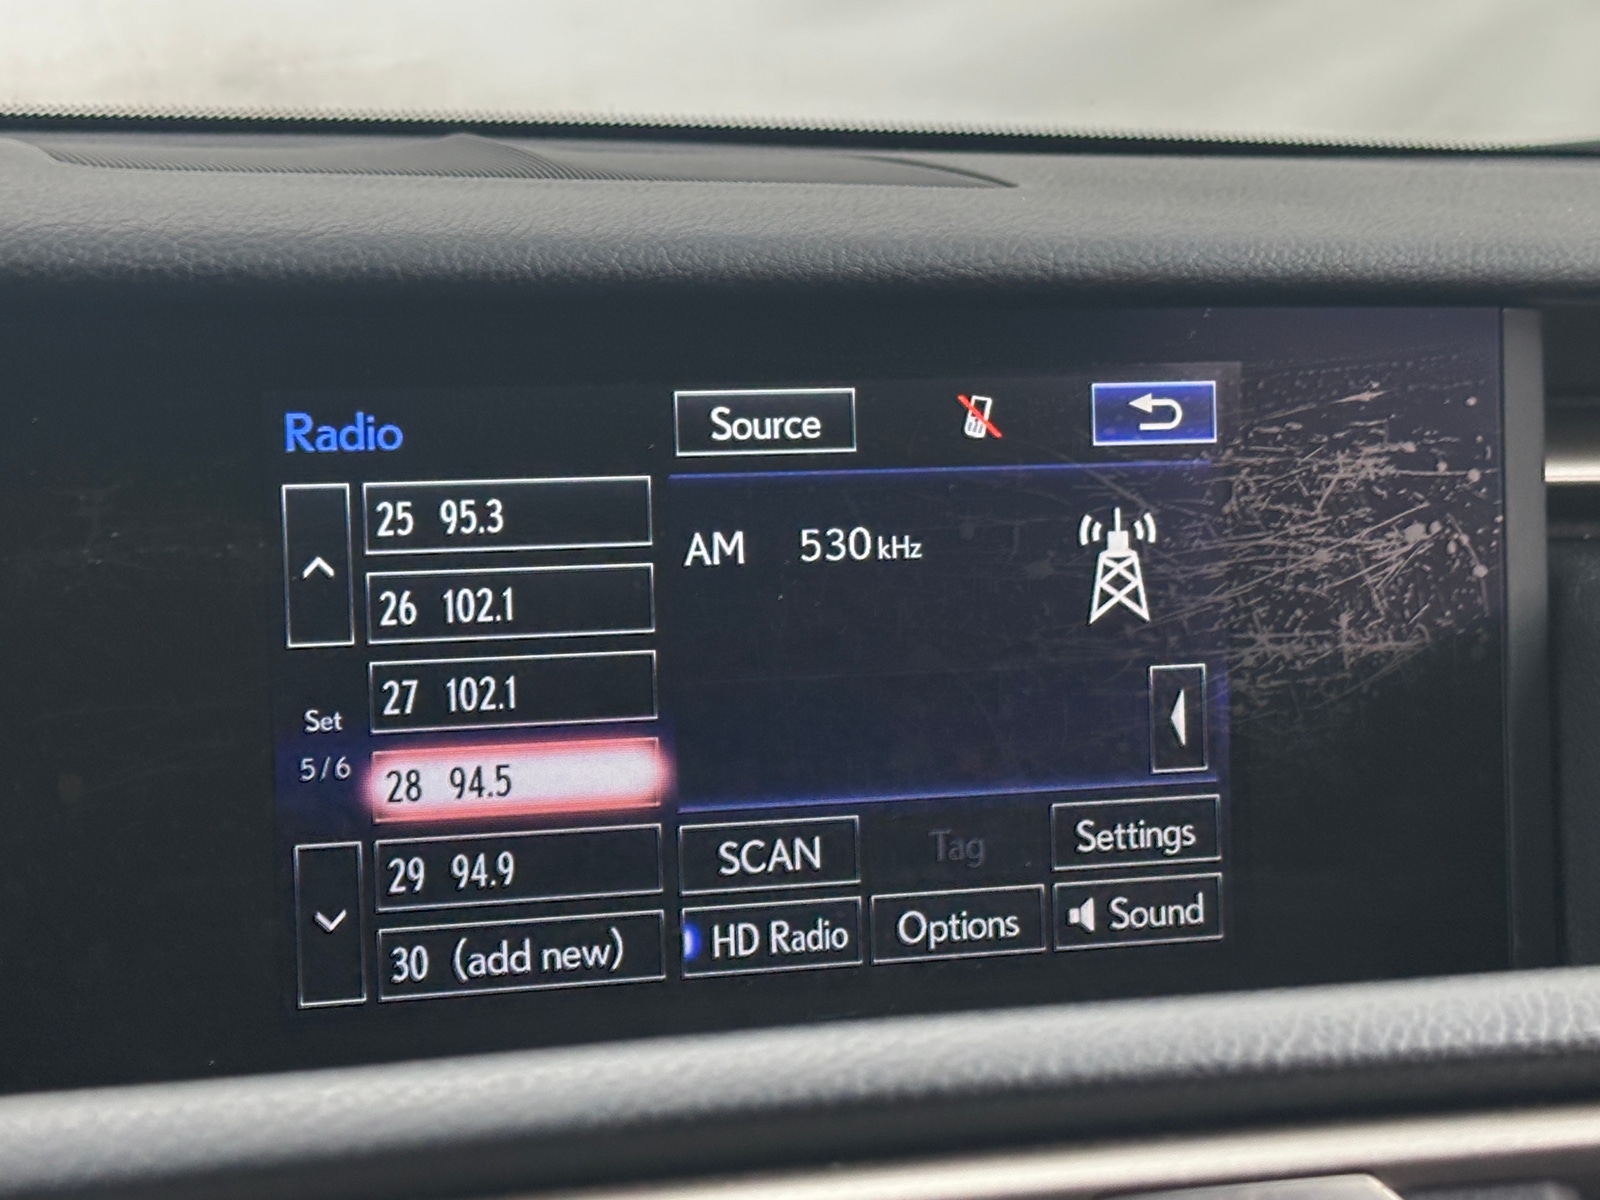 Radio
Source
25 95.3
26 102.1
27 102.1
28 94.5
29 94.9
30 (add new)
Set
5/6
AM 530 kHz
SCAN
Tag
Settings
HD Radio
Options
Sound